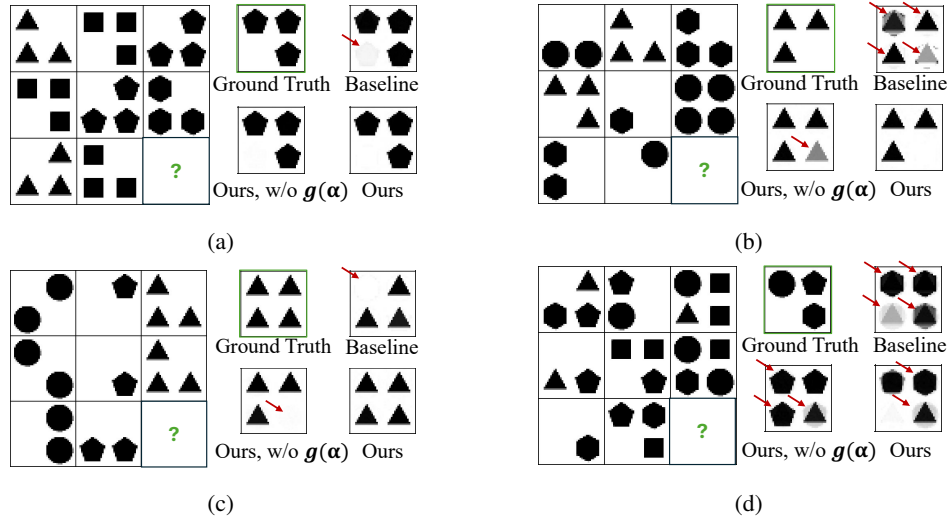 ?
Ground Truth
Baseline
Ours, w/o g(α)
Ours
(a)
?
Ground Truth
Baseline
Ours, w/o g(α)
Ours
(b)
?
Ground Truth
Baseline
Ours, w/o g(α)
Ours
(c)
?
Ground Truth
Baseline
Ours, w/o g(α)
Ours
(d)